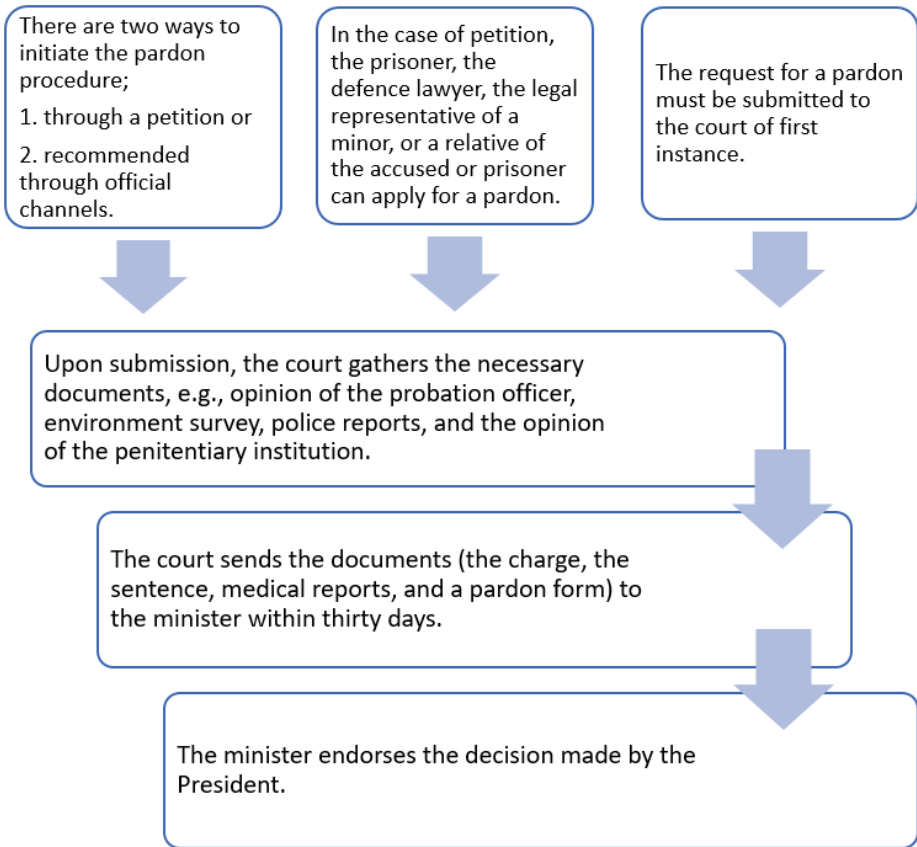 There are two ways to
initiate the pardon
procedure;
1. through a petition or
2. recommended
through official
channels.
In the case of petition,
the prisoner, the
defence lawyer, the legal
representative of a
minor, or a relative of
the accused or prisoner
can apply for a pardon.
The request for a pardon
must be submitted to
the court of first
instance.
Upon submission, the court gathers the necessary
documents, e.g., opinion of the probation officer,
environment survey, police reports, and the opinion
of the penitentiary institution.
The court sends the documents (the charge, the
sentence, medical reports, and a pardon form) to
the minister within thirty days.
The minister endorses the decision made by the
President.